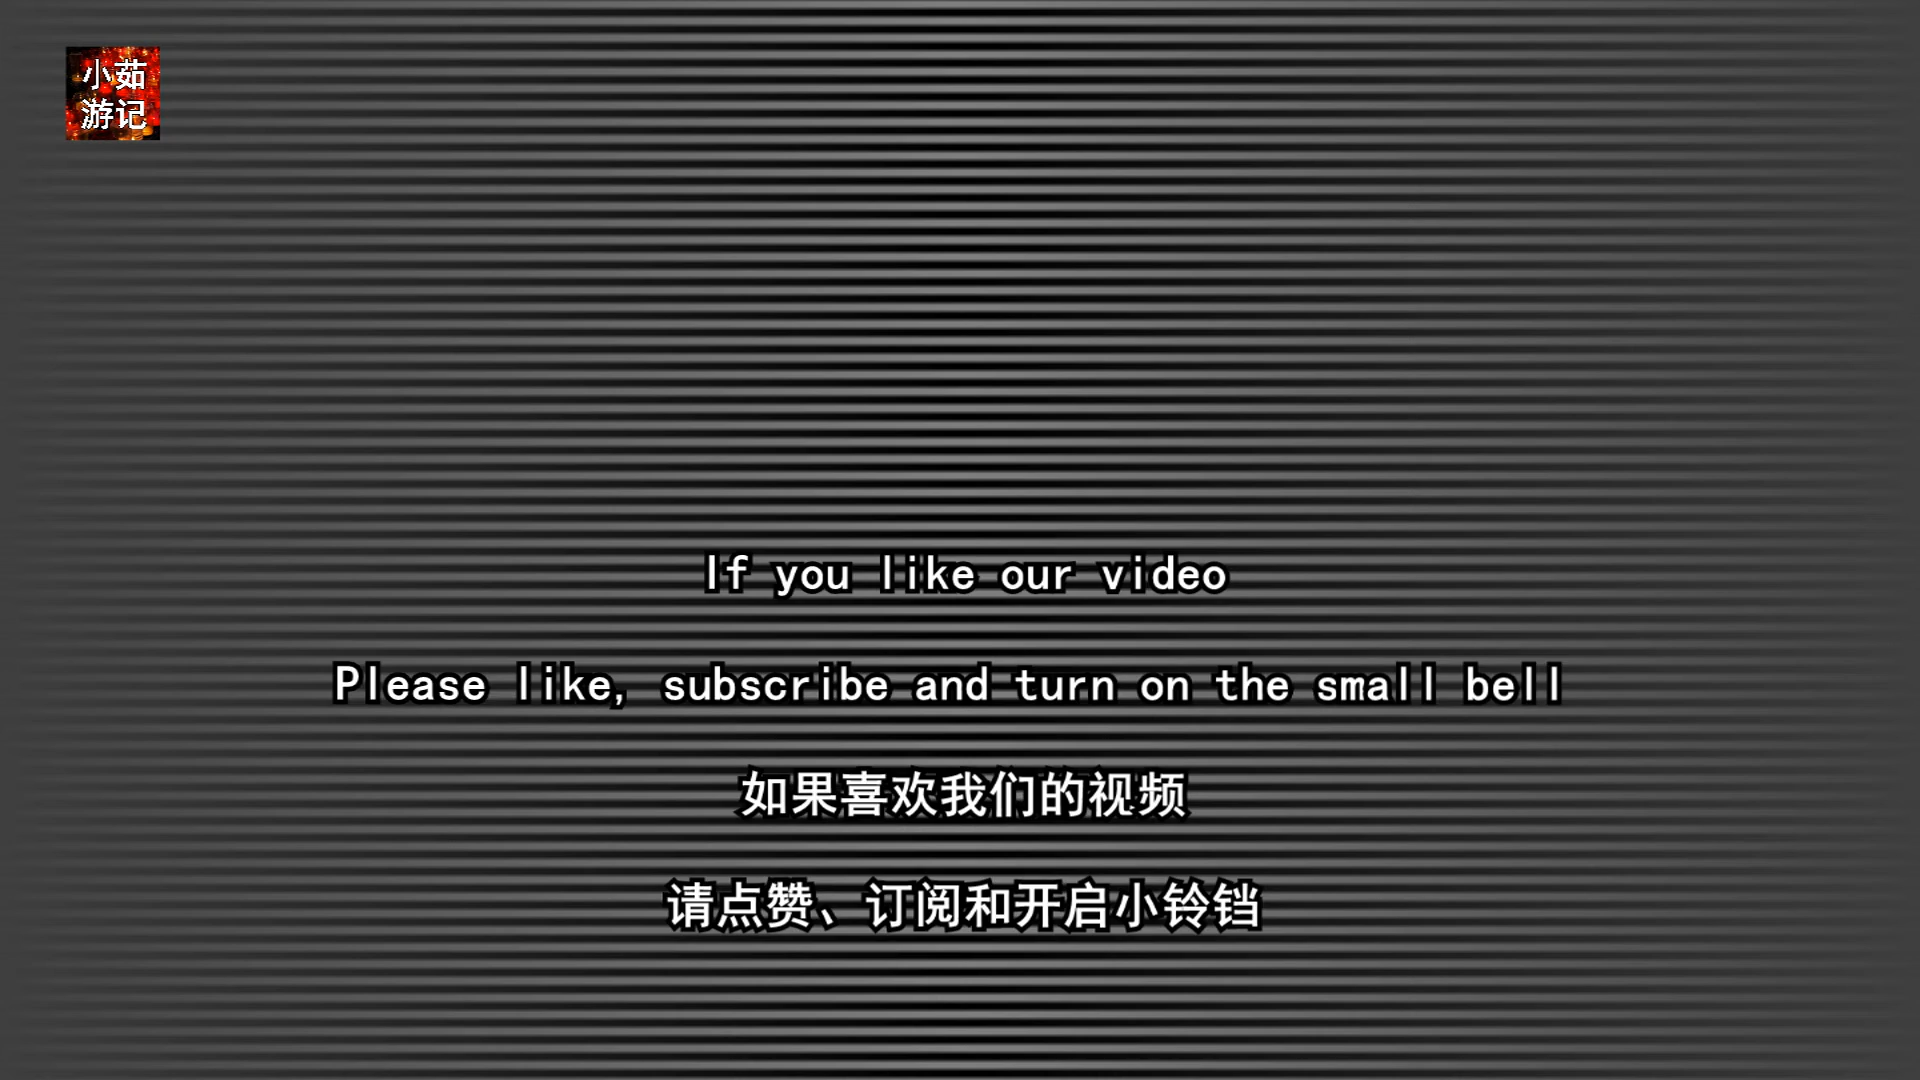 小茹
游记
If you like our video
Please like, subscribe and turn on the small bell
如果喜欢我们的视频
请点赞、订阅和开启小铃铛